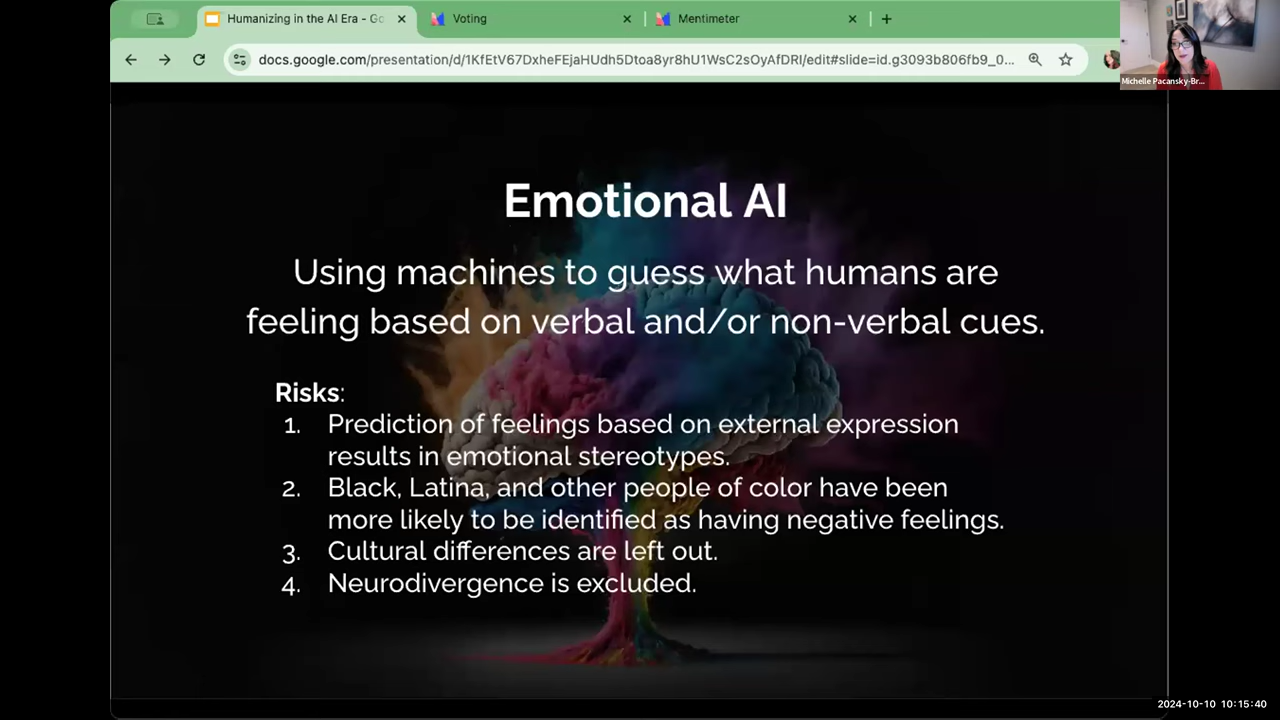 Humanizing in the AI Era - Go
Voting
Mentimeter
docs.google.com/presentation/d/1KfEtV67DxheFEjaHUdh5Dtoa8yr8hU1WsC2sOyAfDRI/edit#slide=id.g3093b806fb9_0...
Michelle Pacansky-Br...
Emotional AI
Using machines to guess what humans are
feeling based on verbal and/or non-verbal cues.
Risks:
1. Prediction of feelings based on external expression
results in emotional stereotypes.
2. Black, Latina, and other people of color have been
more likely to be identified as having negative feelings.
3. Cultural differences are left out.
4. Neurodivergence is excluded.
2024-10-10 10:15:40